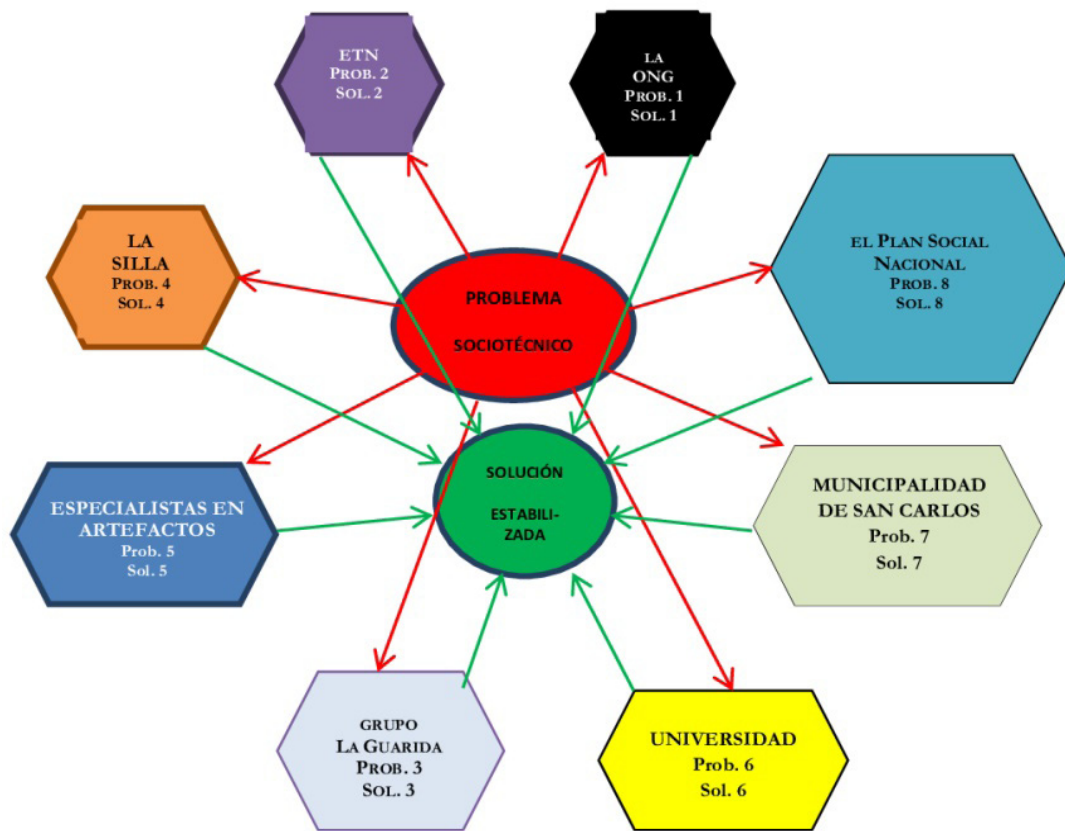 ETN
PROB. 2
SOL. 2
LA
ONG
PROB. 1
SOL. 1
LA
SILLA
PROB. 4
SOL. 4
PROBLEMA
SOCIOTÉCNICO
EL PLAN SOCIAL
NACIONAL
PROB. 8
SOL. 8
ESPECIALISTAS EN
ARTEFACTOS
Prob. 5
Sol. 5
SOLUCIÓN
ESTABILI-
ZADA
MUNICIPALIDAD
DE SAN CARLOS
Prob. 7
Sol. 7
GRUPO
LA GUARIDA
PROB. 3
SOL. 3
UNIVERSIDAD
Prob. 6
Sol. 6